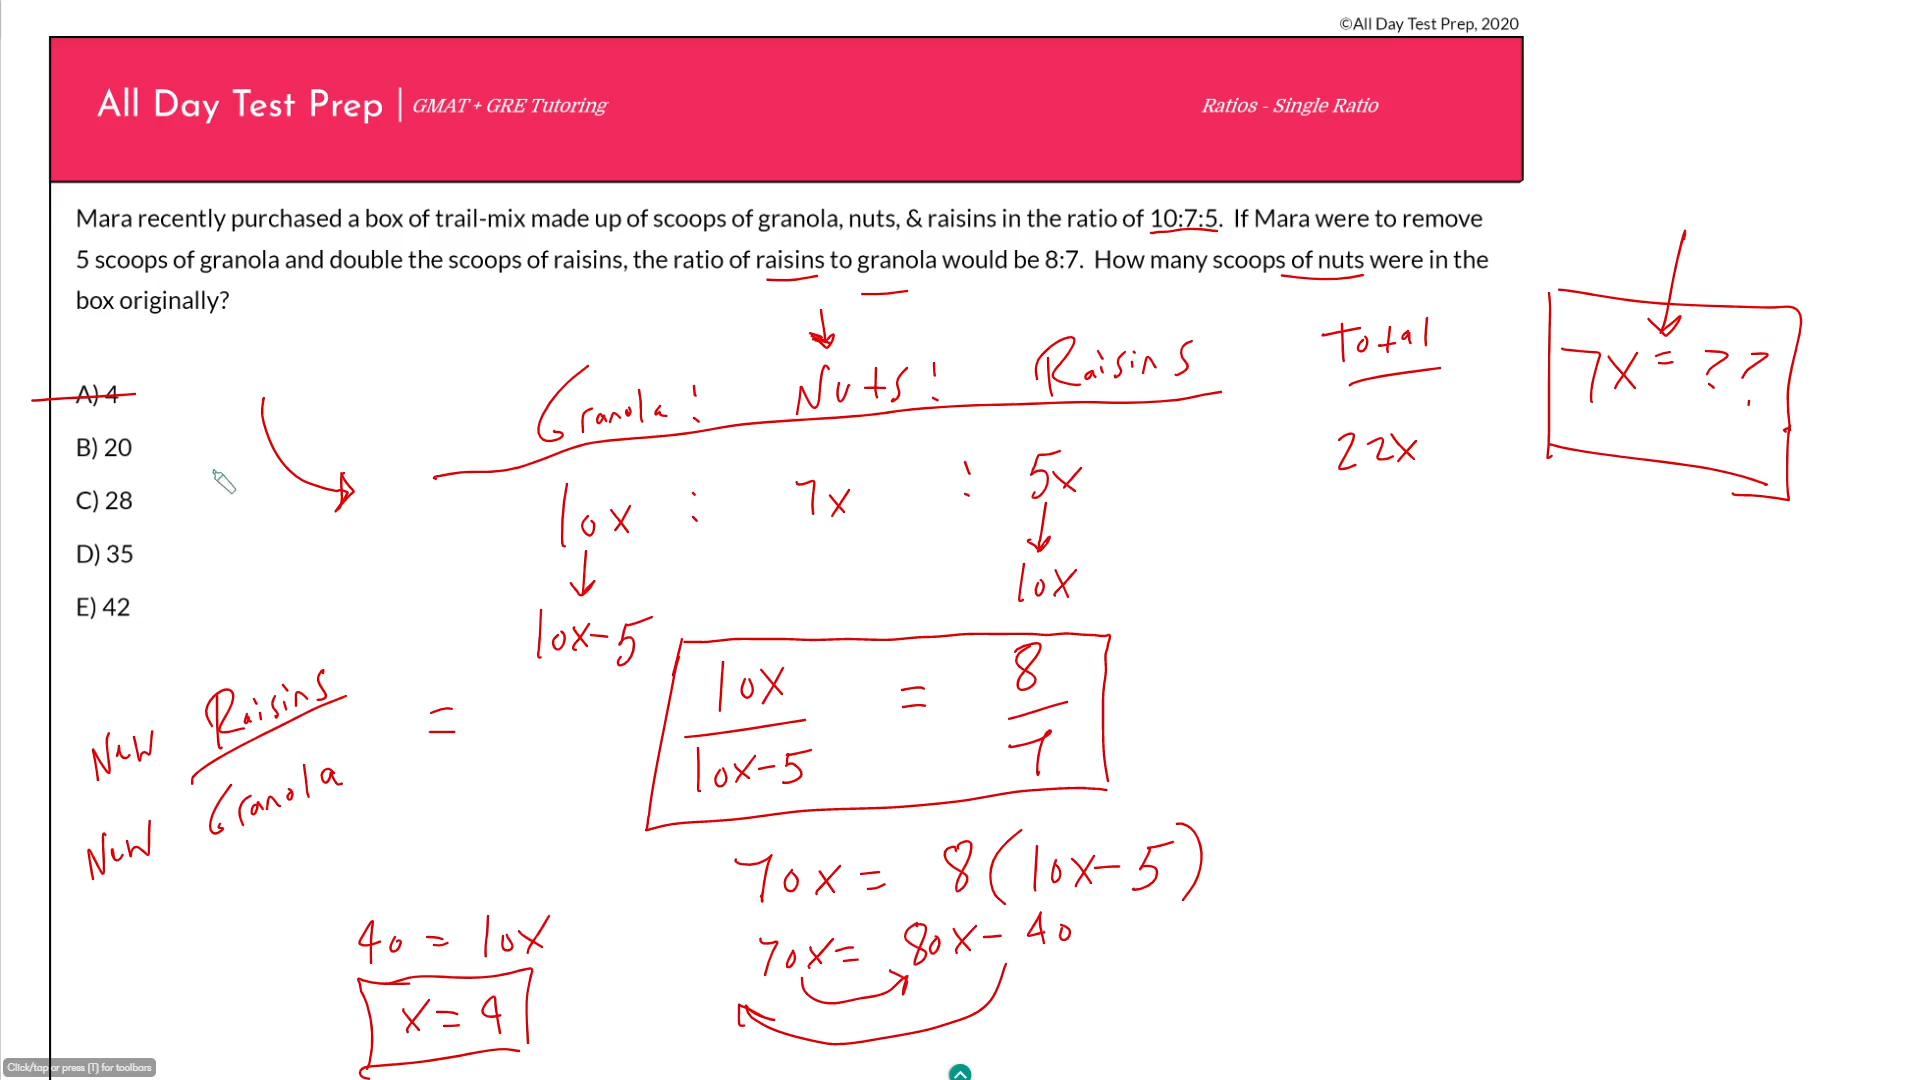 ©All Day Test Prep, 2020
All Day Test Prep | GMAT + GRE Tutoring
Ratios - Single Ratio
Mara recently purchased a box of trail-mix made up of scoops of granola, nuts, & raisins in the ratio of 10:7:5. If Mara were to remove
5 scoops of granola and double the scoops of raisins, the ratio of raisins to granola would be 8:7. How many scoops of nuts were in the
box originally?
A) 4
B) 20
C) 28
D) 35
E) 42
Granola : Nuts : Raisins Total
10x : 7x : 5x 22x
10x
10x-5
7x = ??
New Raisins
New Granola
=
10x = 8
10x-5 7
70x = 8(10x-5)
70x = 80x - 40
40 = 10x
x = 4
Click/tap or press [T] for toolbars